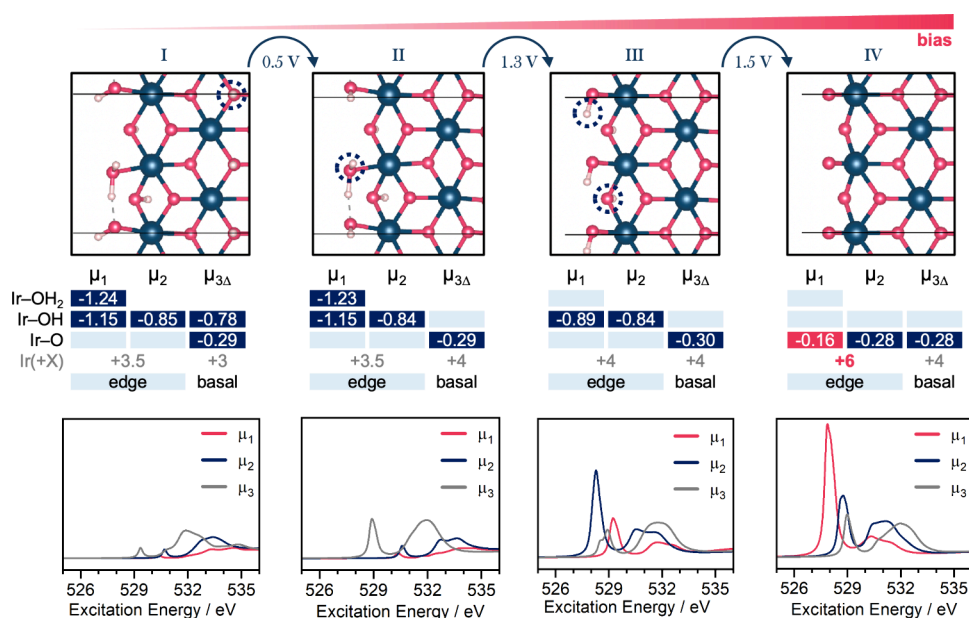 bias
I 0.5 V II 1.3 V III 1.5 V IV
μ1 μ2 μ3Δ μ1 μ2 μ3Δ μ1 μ2 μ3Δ μ1 μ2 μ3Δ
Ir–OH2 -1.24 -1.23
Ir–OH -1.15 -0.85 -0.78 -1.15 -0.84 -0.89 -0.84
Ir–O -0.29 -0.29 -0.30 -0.16 -0.28 -0.28
Ir(+X) +3.5 +3 +3.5 +4 +4 +4 +6 +4
edge basal edge basal edge basal edge basal
μ1 μ1 μ1 μ1
μ2 μ2 μ2 μ2
μ3 μ3 μ3 μ3
526 529 532 535 526 529 532 535 526 529 532 535 526 529 532 535
Excitation Energy / eV Excitation Energy / eV Excitation Energy / eV Excitation Energy / eV